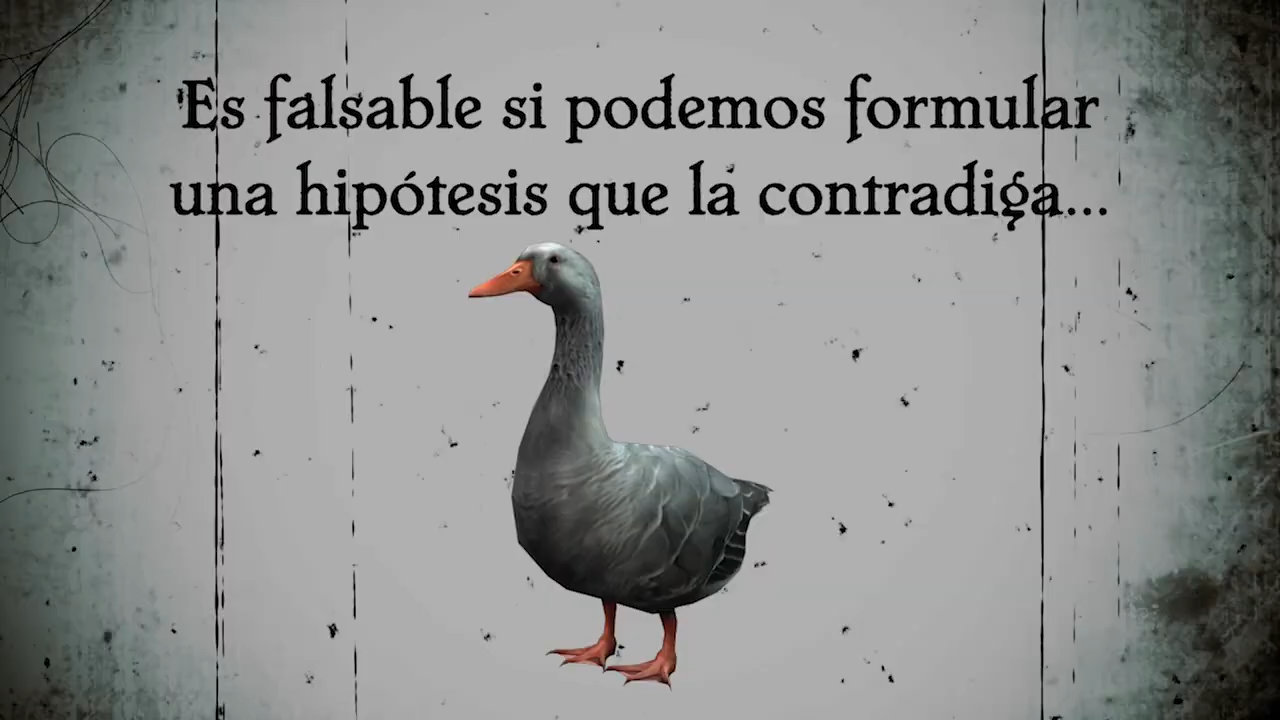 Es falsable si podemos formular
una hipótesis que la contradiga...